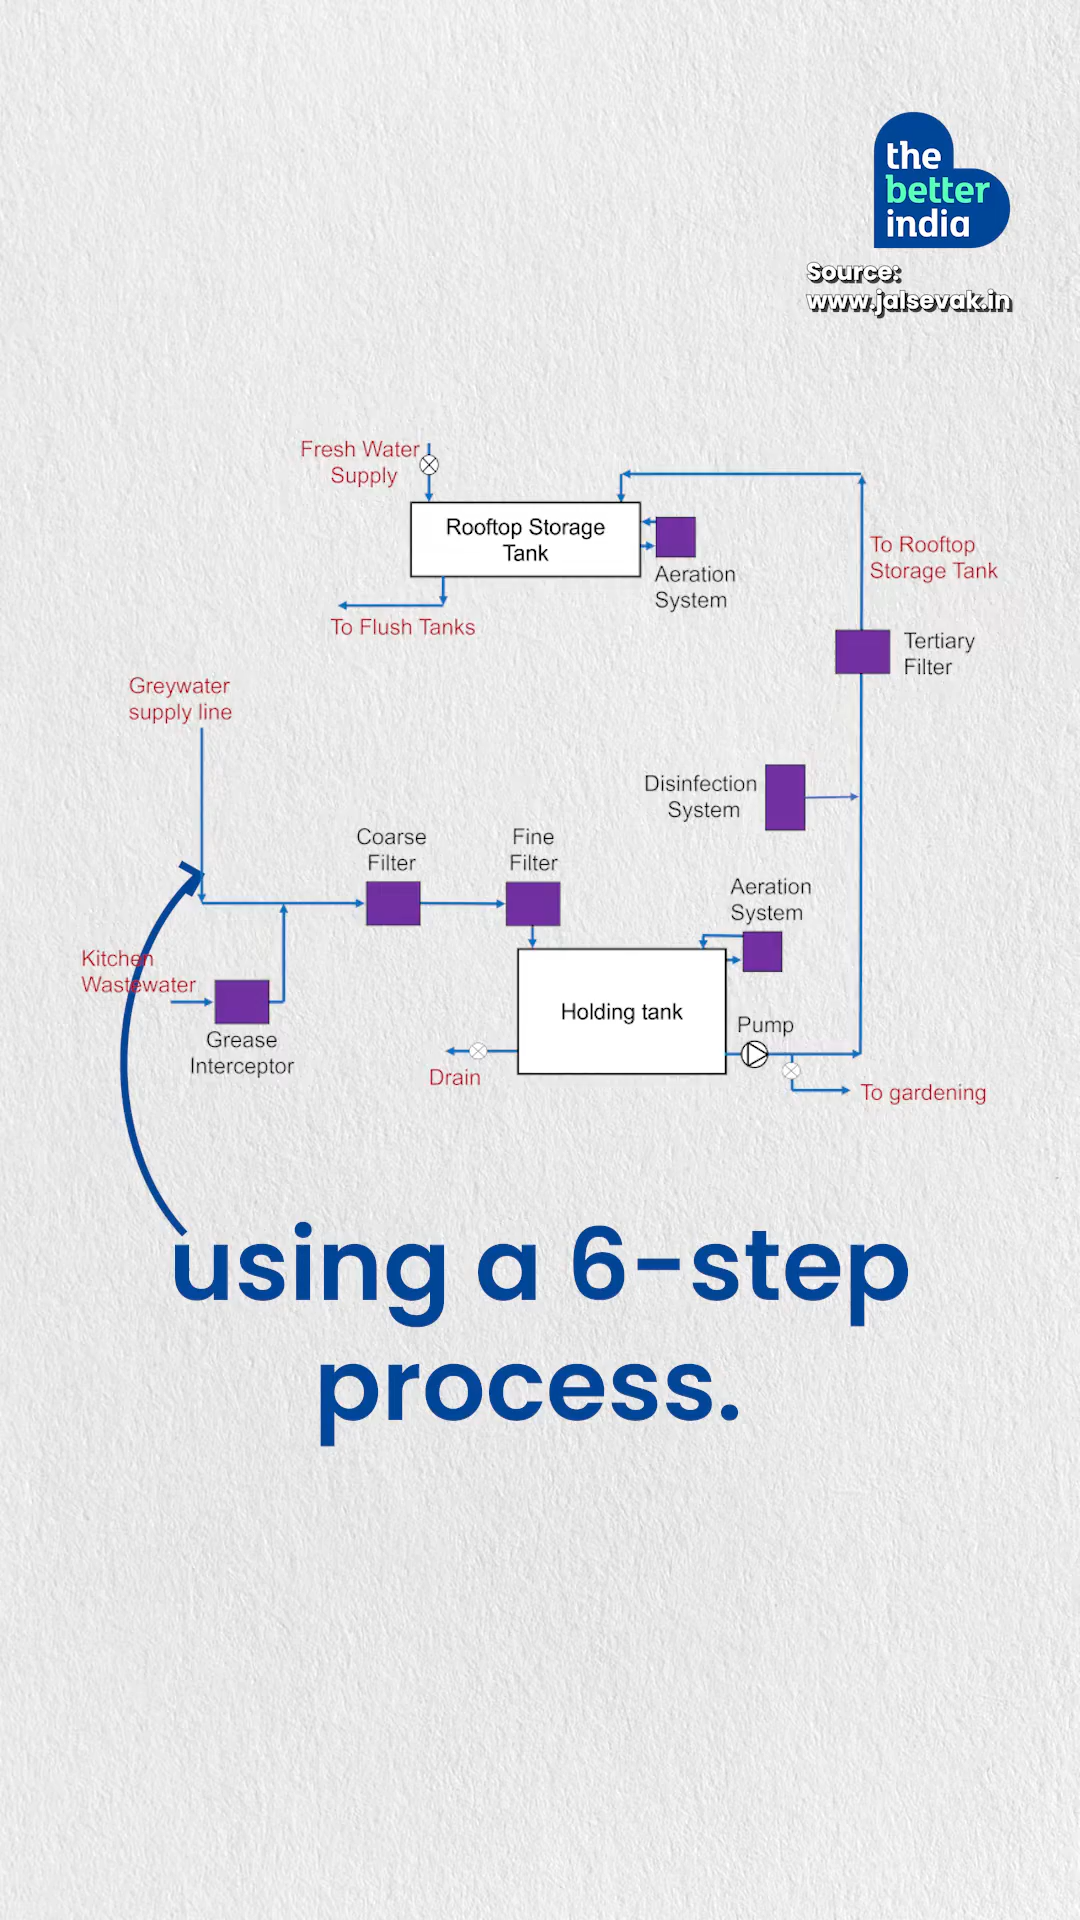 the
better
india
Source:
www.jalsevak.in
Fresh Water
Supply
Rooftop Storage
Tank
Aeration
System
To Rooftop
Storage Tank
To Flush Tanks
Tertiary
Filter
Greywater
supply line
Disinfection
System
Coarse
Filter
Fine
Filter
Aeration
System
Kitchen
Wastewater
Grease
Interceptor
Holding tank
Pump
Drain
To gardening
using a 6-step
process.